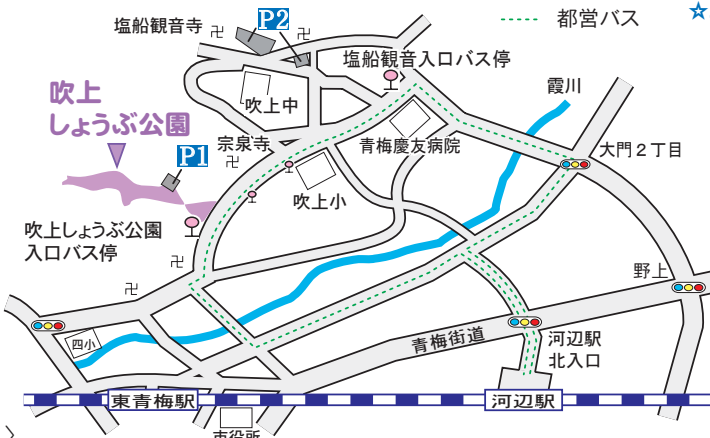 都営バス
塩船観音寺
P2
塩船観音入口バス停
吹上
しょうぶ公園
吹上中
霞川
宗泉寺
青梅慶友病院
大門2丁目
P1
吹上小
吹上しょうぶ公園
入口バス停
野上
四小
青梅街道
河辺駅
北入口
東青梅駅
河辺駅
市役所